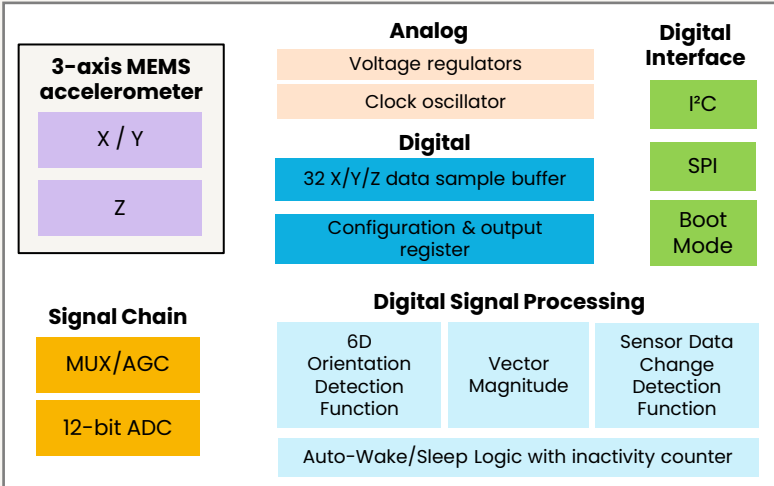 3-axis MEMS
accelerometer
X / Y
Z
Analog
Voltage regulators
Clock oscillator
Digital
32 X/Y/Z data sample buffer
Configuration & output
register
Digital
Interface
I²C
SPI
Boot
Mode
Signal Chain
MUX/AGC
12-bit ADC
Digital Signal Processing
6D
Orientation
Detection
Function
Vector
Magnitude
Sensor Data
Change
Detection
Function
Auto-Wake/Sleep Logic with inactivity counter